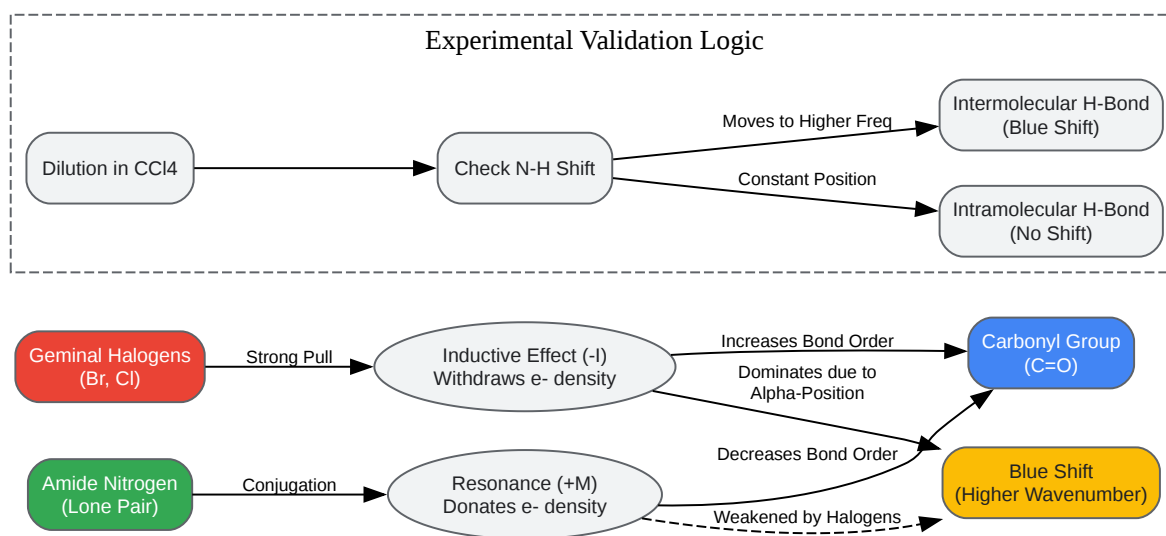 Experimental Validation Logic
Dilution in CCl4
Check N-H Shift
Moves to Higher Freq
Constant Position
Intermolecular H-Bond
(Blue Shift)
Intramolecular H-Bond
(No Shift)
Geminal Halogens
(Br, Cl)
Strong Pull
Inductive Effect (-I)
Withdraws e- density
Increases Bond Order
Dominates due to
Alpha-Position
Carbonyl Group
(C=O)
Amide Nitrogen
(Lone Pair)
Conjugation
Resonance (+M)
Donates e- density
Decreases Bond Order
Weakened by Halogens
Blue Shift
(Higher Wavenumber)